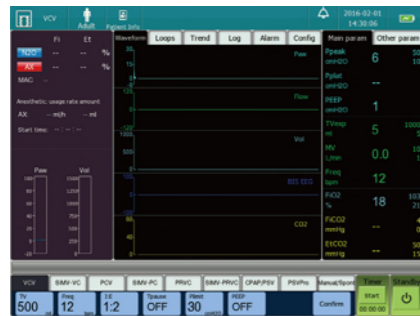 VCV
Adult
Patient Info
2016-02-01
14:30:06
Fi Et
Waveform Loops Trend Log Alarm Config Main param Other param
N2O -- -- %
AX -- -- %
MAC --
Anesthetic usage rate amount
AX -- ml/h -- ml
Start time: -- : -- : --
Paw Vol
Paw
Flow
Vol
BIS EEG
CO2
Ppeak 6
cmH2O
Pplat --
cmH2O
PEEP 1
cmH2O
TVexp 5
ml
MV 0.0
L/min
Freq 12
bpm
FiO2 18
%
FiCO2 --
mmHg
EtCO2 --
mmHg
VCV SIMV-VC PCV SIMV-PC PRVC SIMV-PRVC CPAP/PSV PSVPro Manual/Spont Timer Standby
TV Freq I:E Tpause Plimit PEEP
500 12 1:2 OFF 30 OFF Confirm Start
00:00:00